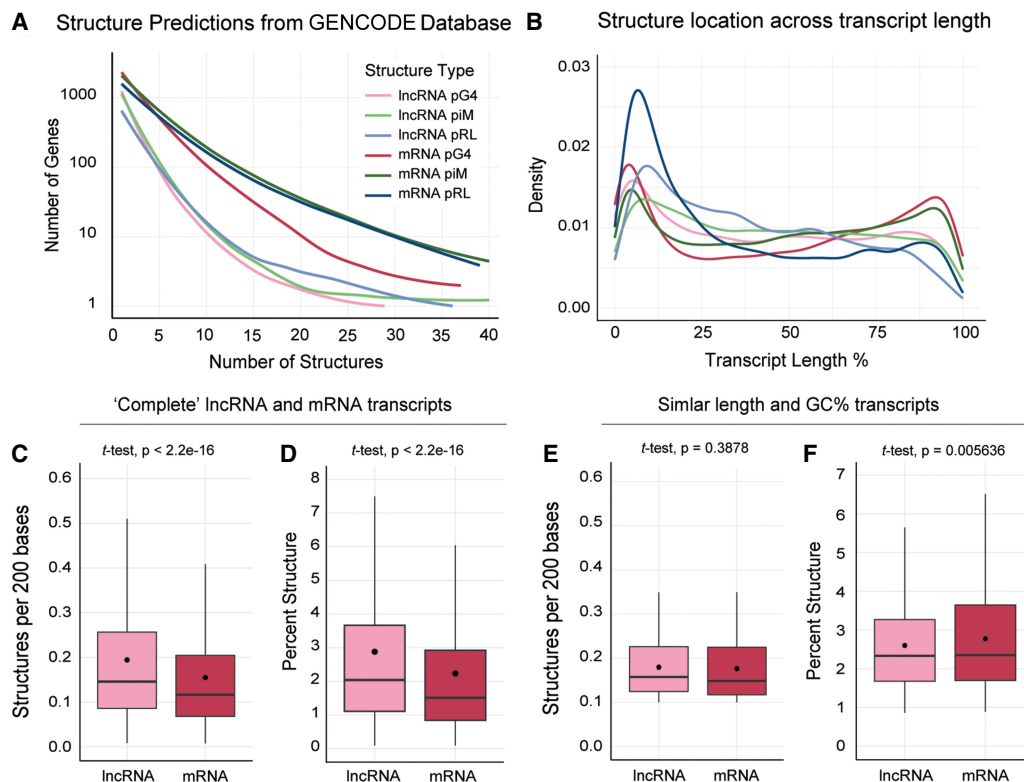 A Structure Predictions from GENCODE Database
Number of Genes
1000
100
10
1
0 5 10 15 20 25 30 35 40
Number of Structures
Structure Type
lncRNA pG4
lncRNA piM
lncRNA pRL
mRNA pG4
mRNA piM
mRNA pRL
B Structure location across transcript length
Density
0.03
0.02
0.01
0.00
0 25 50 75 100
Transcript Length %
‘Complete’ lncRNA and mRNA transcripts
C t-test, p < 2.2e-16
Structures per 200 bases
0.6
0.5
0.4
0.3
0.2
0.1
0.0
lncRNA mRNA
D t-test, p < 2.2e-16
Percent Structure
8
7
6
5
4
3
2
1
0
lncRNA mRNA
Similar length and GC% transcripts
E t-test, p = 0.3878
Structures per 200 bases
0.6
0.5
0.4
0.3
0.2
0.1
0.0
lncRNA mRNA
F t-test, p = 0.005636
Percent Structure
7
6
5
4
3
2
1
0
lncRNA mRNA